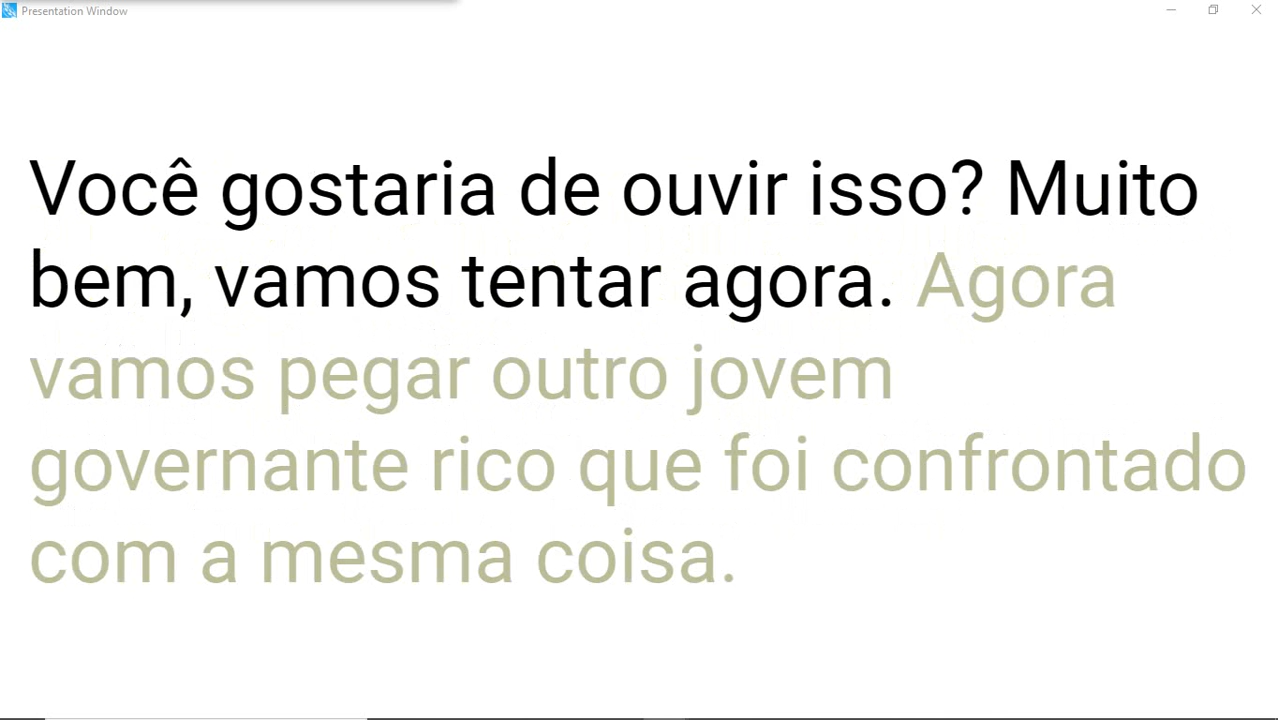 Presentation Window
Você gostaria de ouvir isso? Muito
bem, vamos tentar agora. Agora
vamos pegar outro jovem
governante rico que foi confrontado
com a mesma coisa.